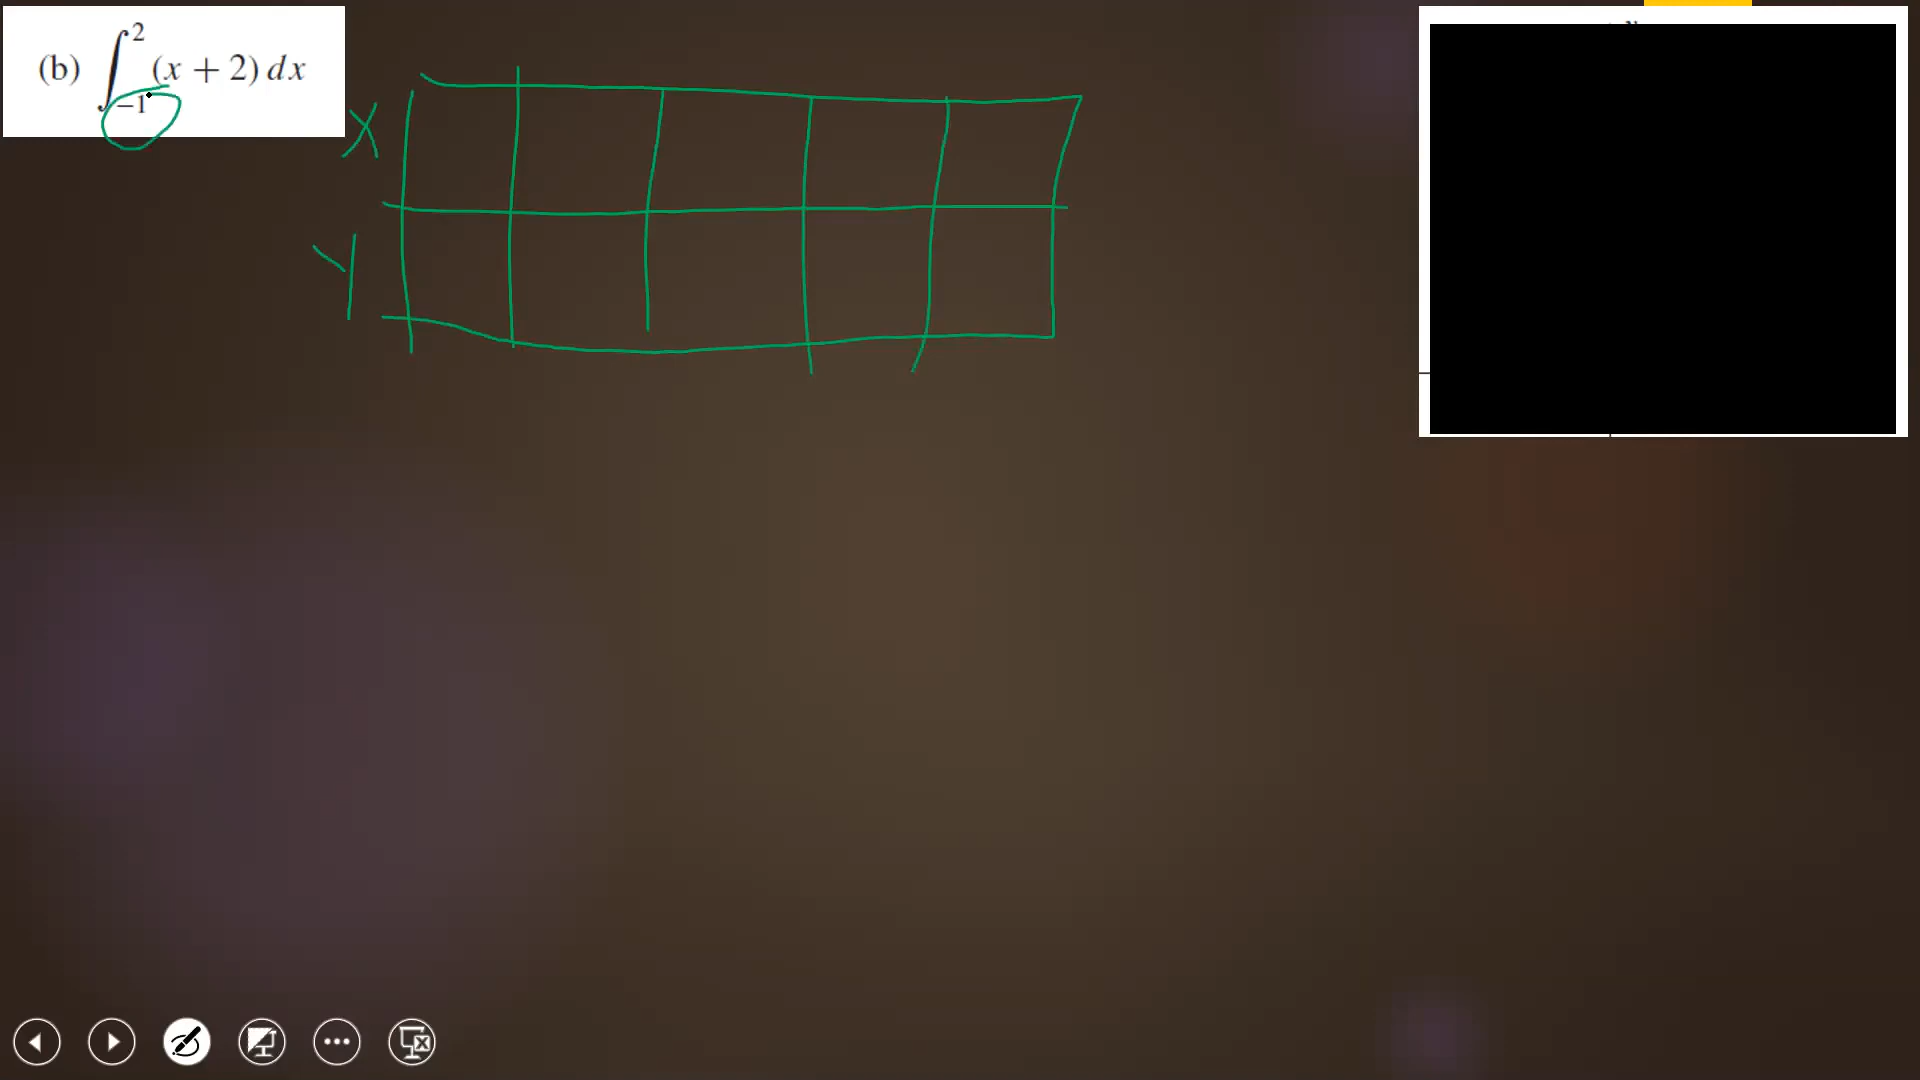 (b) ∫_{-1}^{2} (x + 2) dx
X
Y